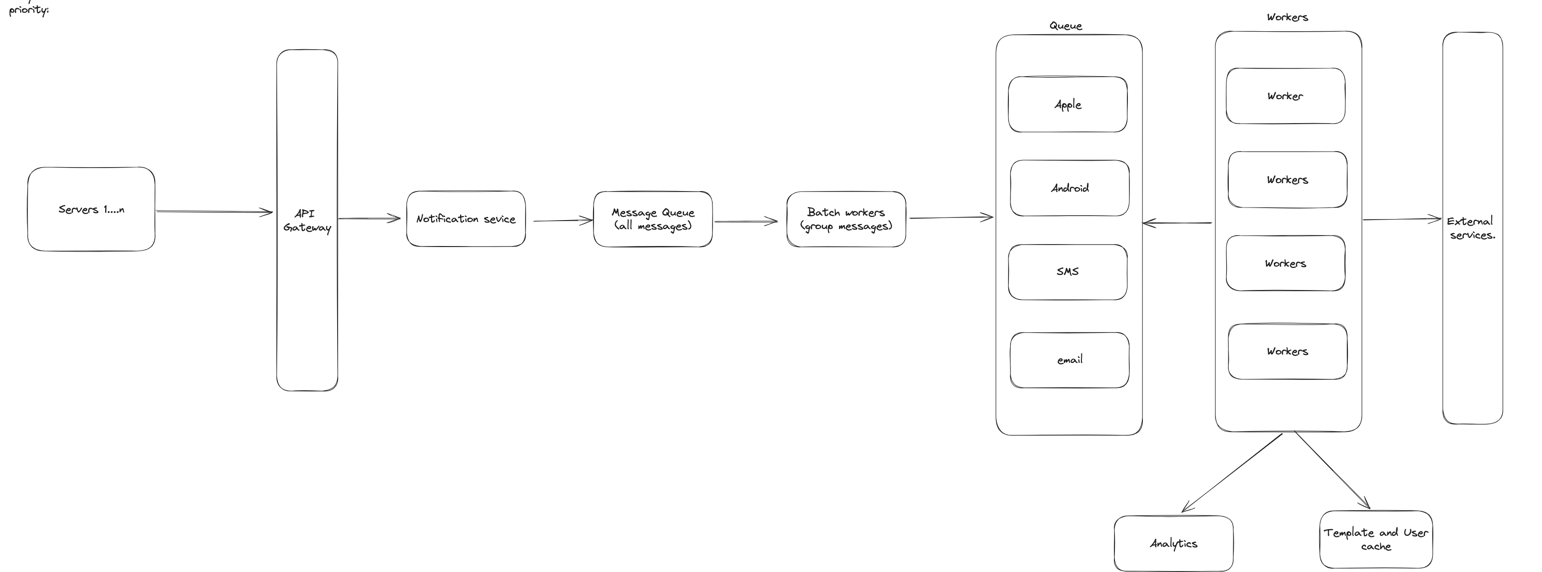 priority:
Servers 1....n
API
Gateway
Notification sevice
Message Queue
(all messages)
Batch workers
(group messages)
Queue
Apple
Android
SMS
email
Workers
Worker
Workers
Workers
Workers
External
services.
Analytics
Template and User
cache